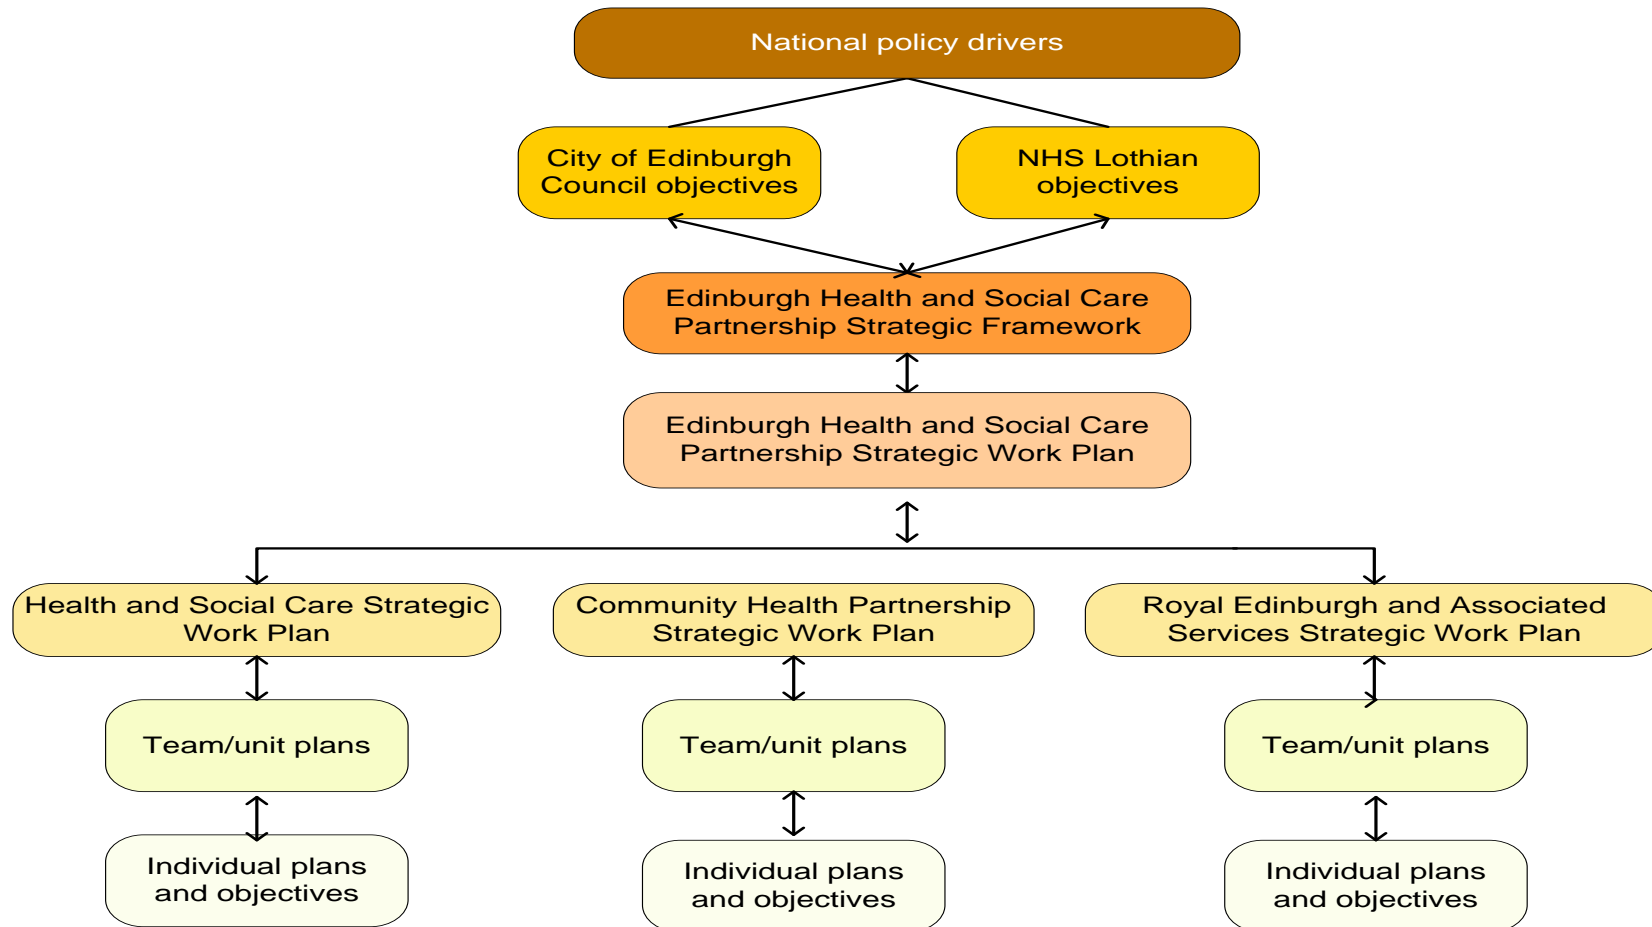 National policy drivers
City of Edinburgh
Council objectives
NHS Lothian
objectives
Edinburgh Health and Social Care
Partnership Strategic Framework
Edinburgh Health and Social Care
Partnership Strategic Work Plan
Health and Social Care Strategic
Work Plan
Community Health Partnership
Strategic Work Plan
Royal Edinburgh and Associated
Services Strategic Work Plan
Team/unit plans
Team/unit plans
Team/unit plans
Individual plans
and objectives
Individual plans
and objectives
Individual plans
and objectives